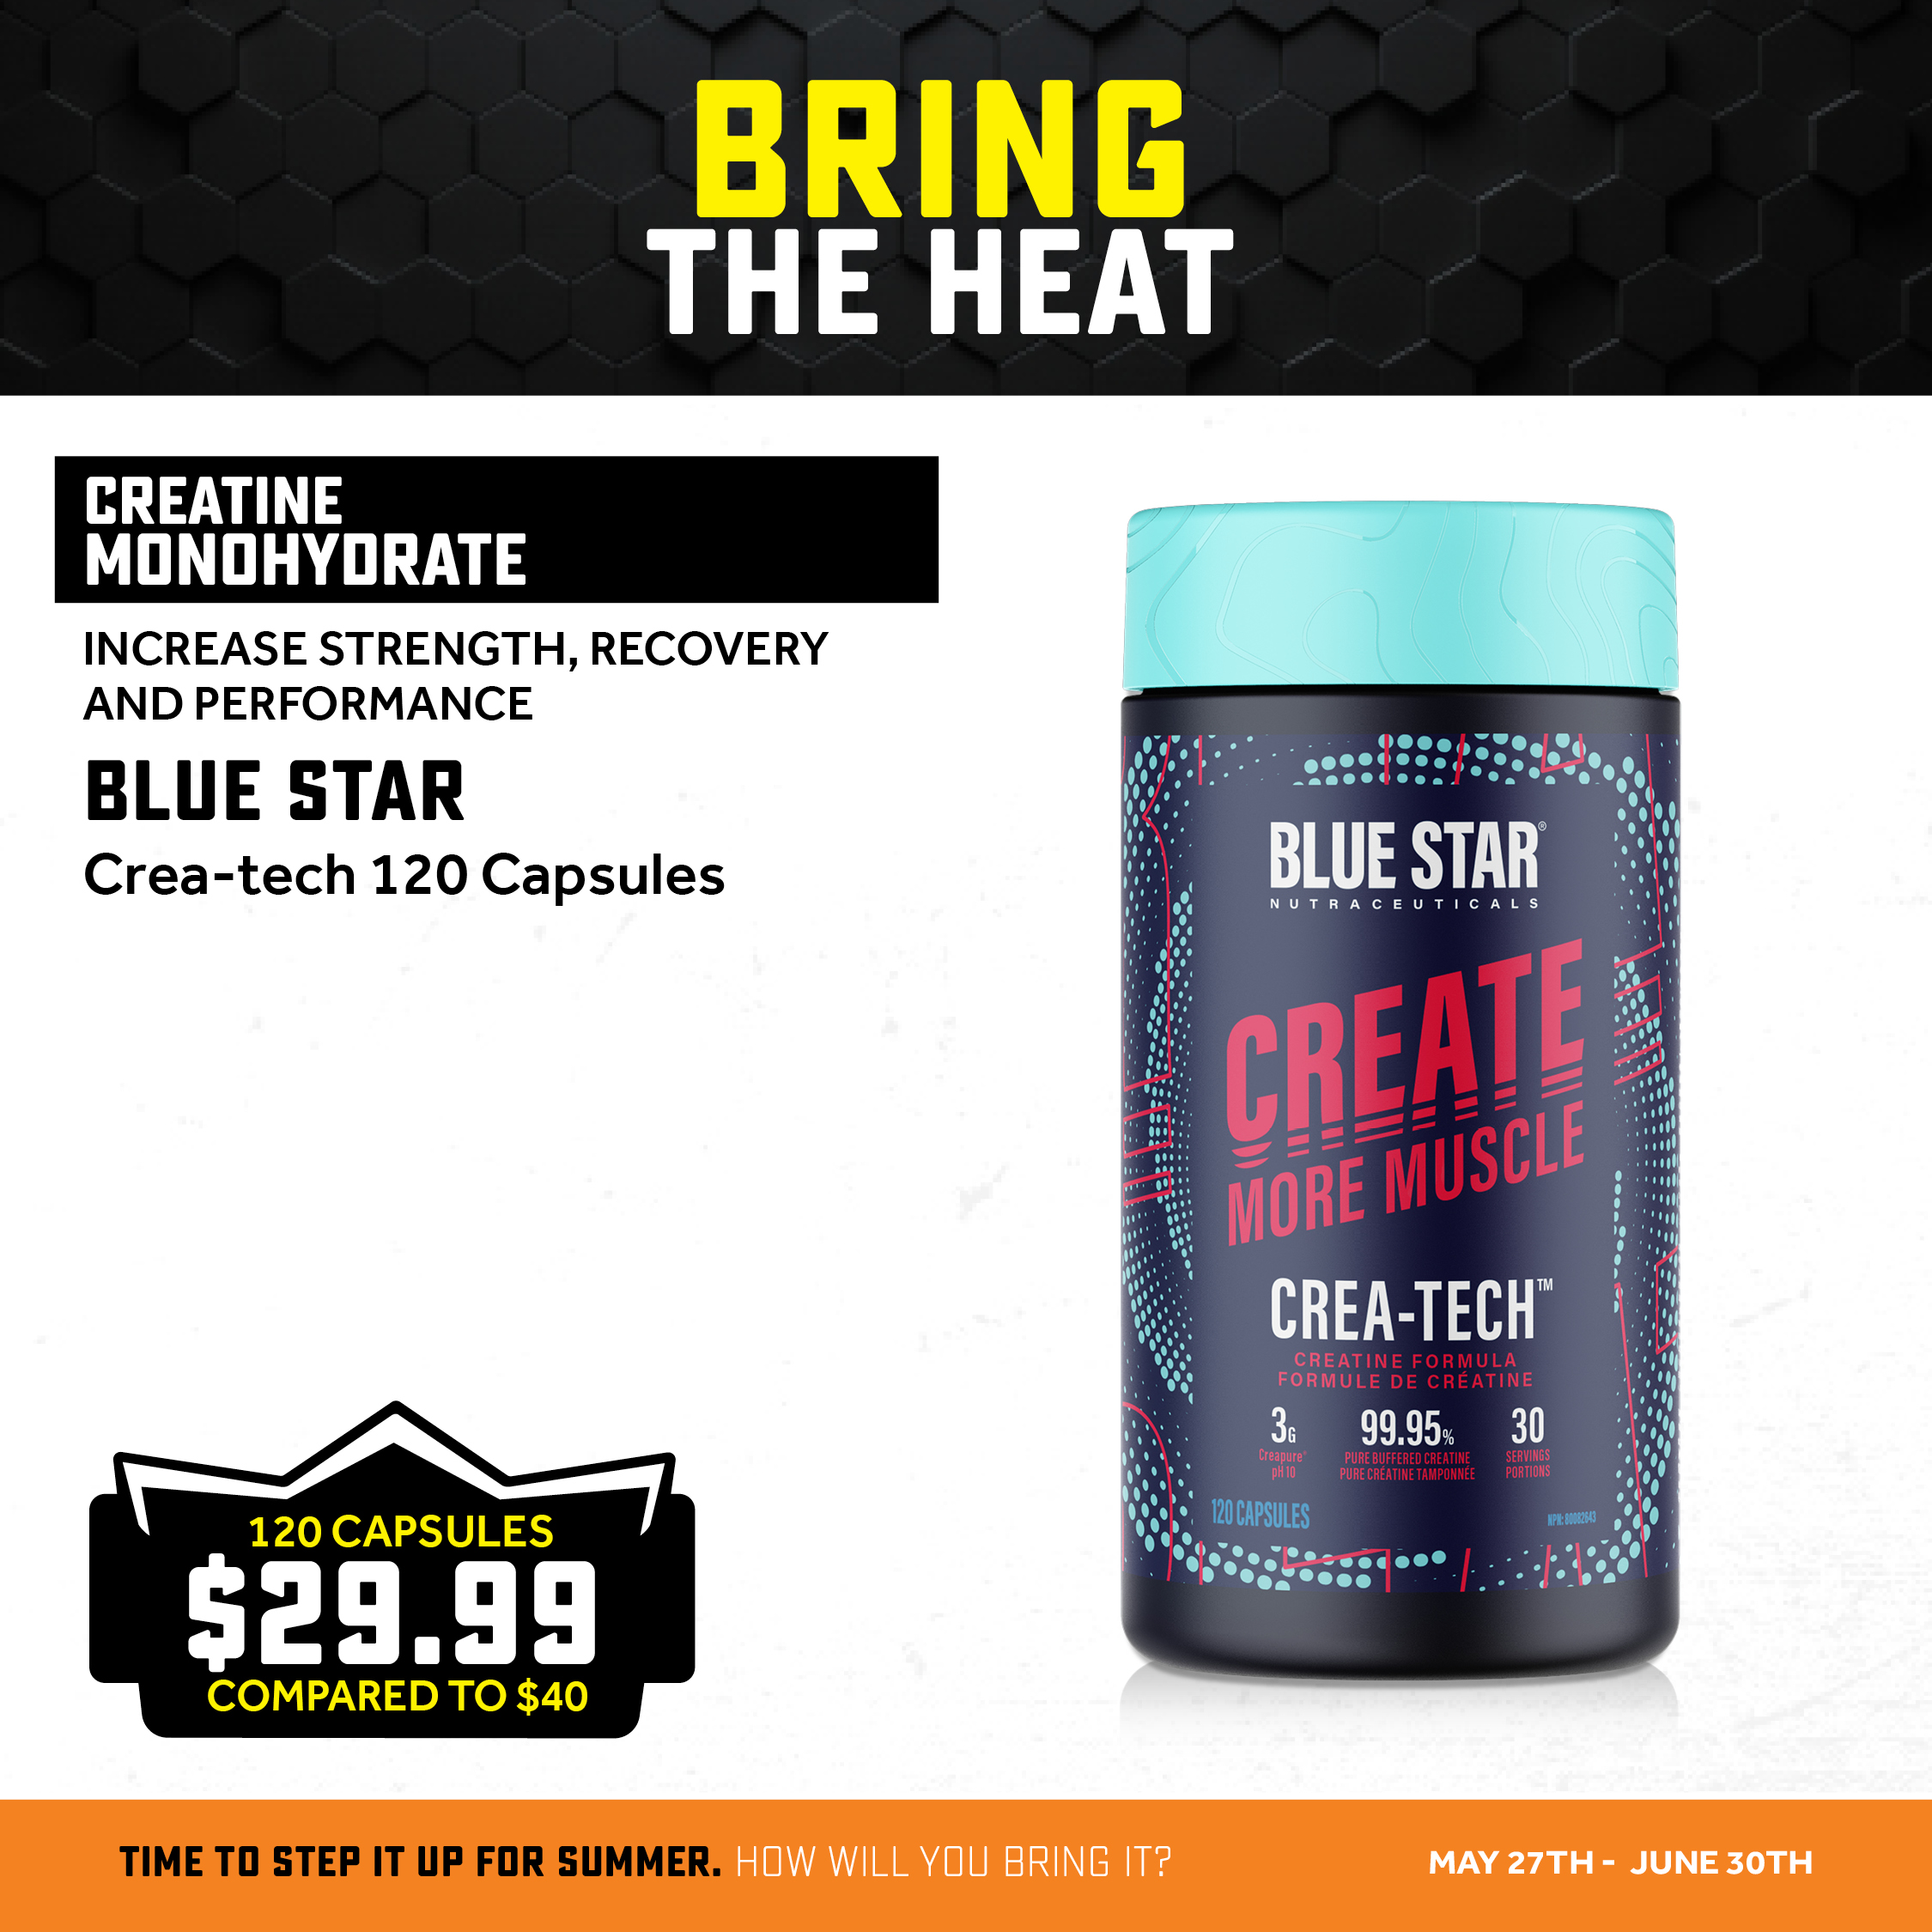 BRING
THE HEAT
CREATINE
MONOHYDRATE
INCREASE STRENGTH, RECOVERY
AND PERFORMANCE
BLUE STAR
Crea-tech 120 Capsules
BLUE STAR®
NUTRACEUTICALS
CREATE
MORE MUSCLE
CREA-TECH™
CREATINE FORMULA
FORMULE DE CRÉATINE
3G
Creapure®
pH 10
99.95%
PURE BUFFERED CREATINE
PURE CRÉATINE TAMPONNÉE
30
SERVINGS
PORTIONS
120 CAPSULES
NPN: 80082643
120 CAPSULES
$29.99
COMPARED TO $40
TIME TO STEP IT UP FOR SUMMER. HOW WILL YOU BRING IT?
MAY 27TH - JUNE 30TH